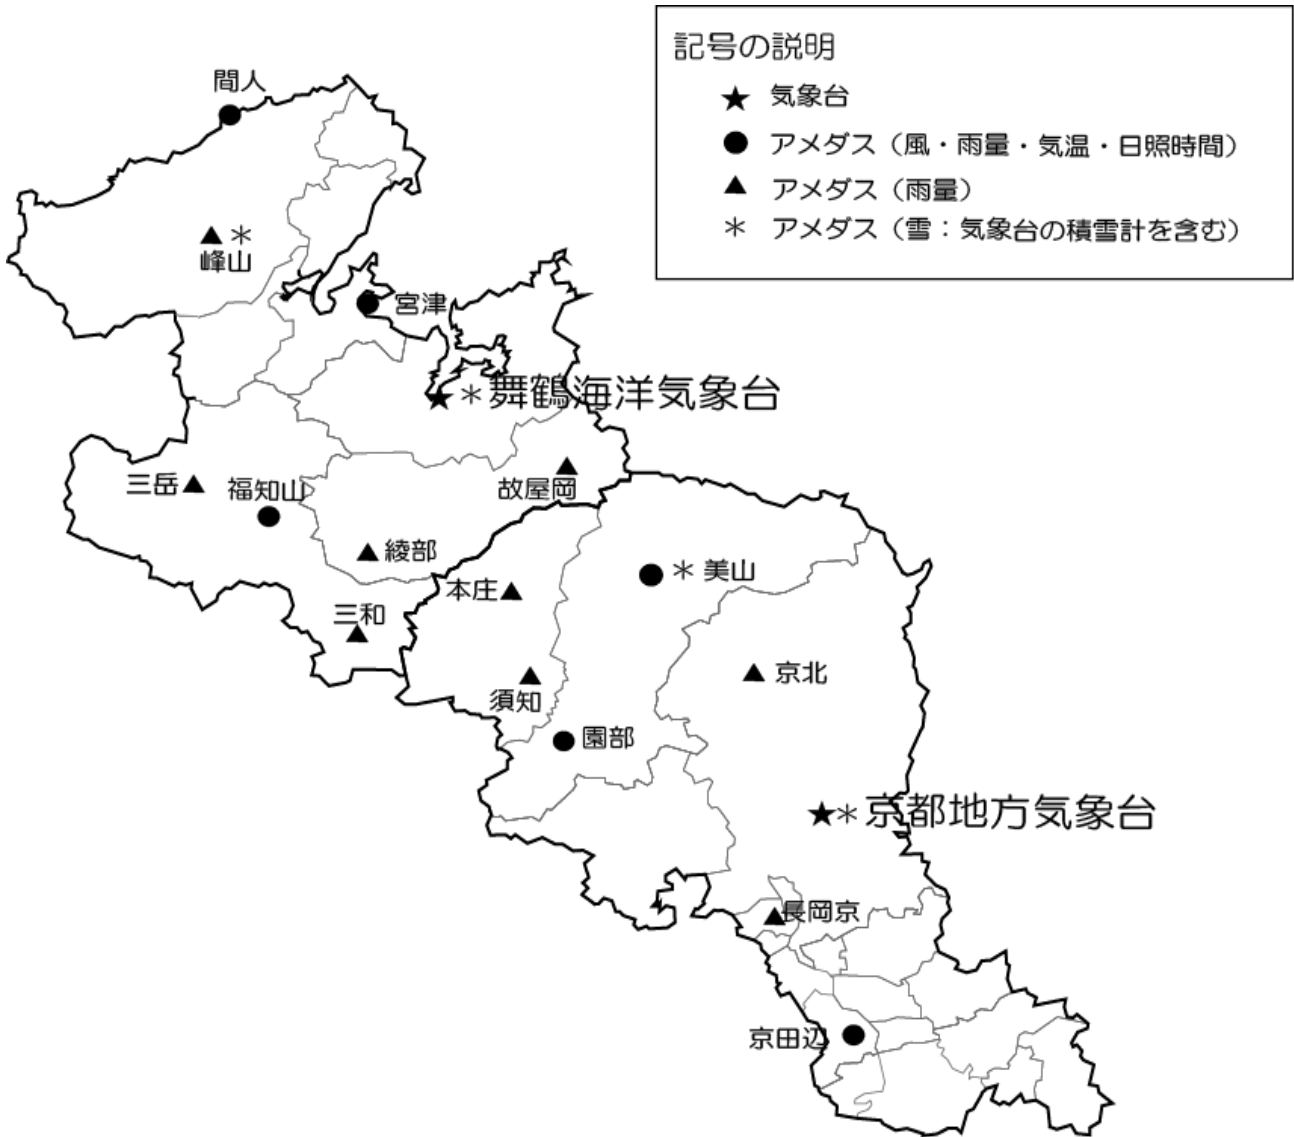 記号の説明
★ 気象台
● アメダス（風・雨量・気温・日照時間）
▲ アメダス（雨量）
＊ アメダス（雪：気象台の積雪計を含む）
間人
峰山
宮津
舞鶴海洋気象台
三岳
福知山
故屋岡
綾部
本庄
美山
三和
京北
須知
園部
京都地方気象台
長岡京
京田辺